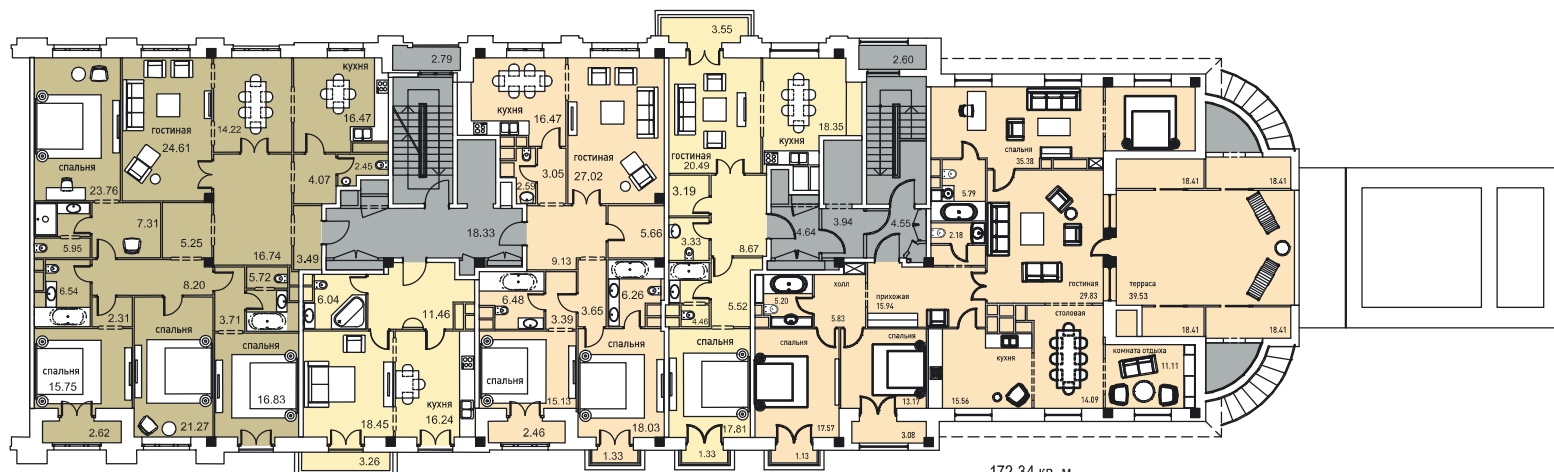 3.55
2.79
2.60
кухня
16.47
гостиная
24.61
14.22
спальня
23.76
4.07
2.45
кухня
16.47
гостиная
27,02
3.05
2.59
гостиная
20.49
кухня
18.35
спальня
35.38
5.79
2.18
18.41
18.41
7.31
5.95
5.25
16.74
3.49
18.33
9.13
5.66
3.19
3.33
8.67
4.64
3.94
4.55
гостиная
29.83
терраса
39.53
6.54
8.20
5.72
2.31
3.71
6.04
11.46
6.48
3.39
3.65
6.26
4.46
5.52
5.20
холл
5.83
прихожая
15.94
столовая
18.41
18.41
спальня
15.75
спальня
21.27
спальня
16.83
18.45
кухня
16.24
спальня
15.13
спальня
18.03
спальня
17.81
спальня
17.57
спальня
13.17
кухня
15.56
14.09
комната отдыха
11.11
2.62
3.26
2.46
1.33
1.33
1.13
3.08
172.34 кв. м